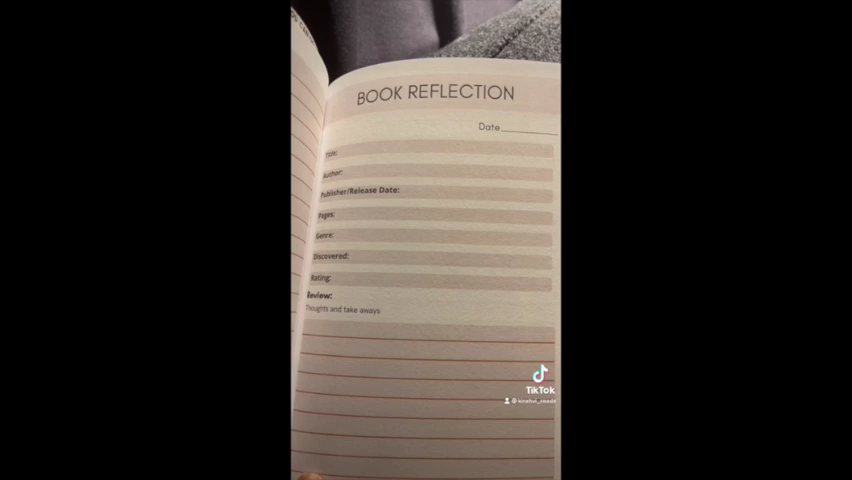 BOOK REFLECTION
Date
Title:
Author:
Publisher/Release Date:
Pages:
Genre:
Discovered:
Rating:
Review:
Thoughts and take aways
TikTok